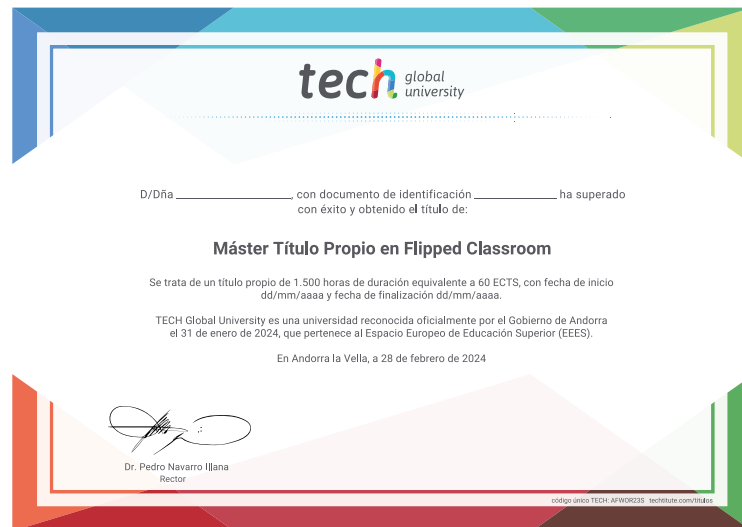 tech global university
D/Dña ______________, con documento de identificación __________ ha superado
con éxito y obtenido el título de:
Máster Título Propio en Flipped Classroom
Se trata de un título propio de 1.500 horas de duración equivalente a 60 ECTS, con fecha de inicio
dd/mm/aaaa y fecha de finalización dd/mm/aaaa.
TECH Global University es una universidad reconocida oficialmente por el Gobierno de Andorra
el 31 de enero de 2024, que pertenece al Espacio Europeo de Educación Superior (EEES).
En Andorra la Vella, a 28 de febrero de 2024
Dr. Pedro Navarro Illana
Rector
código único TECH: AFWOR23S techtitute.com/titulos